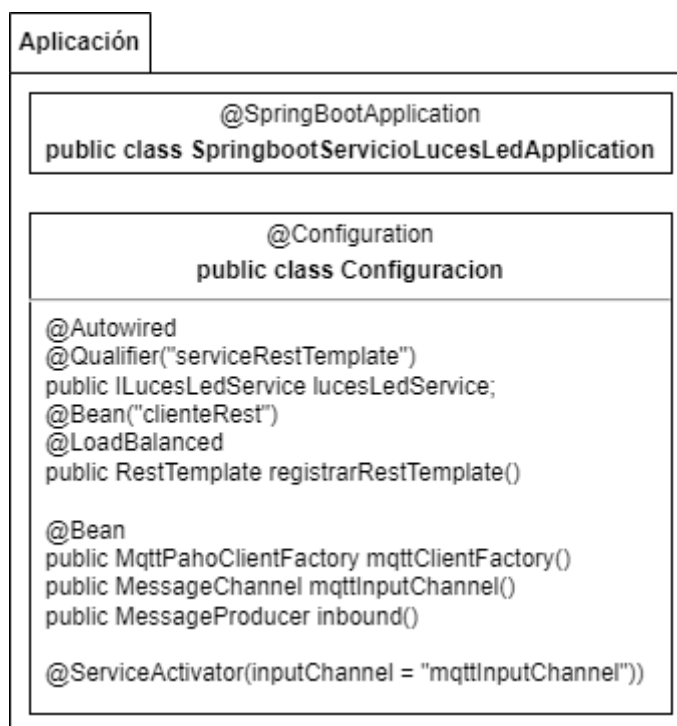 Aplicación
@SpringBootApplication
public class SpringbootServicioLucesLedApplication
@Configuration
public class Configuracion
@Autowired
@Qualifier("serviceRestTemplate")
public ILucesLedService lucesLedService;
@Bean("clienteRest")
@LoadBalanced
public RestTemplate registrarRestTemplate()
@Bean
public MqttPahoClientFactory mqttClientFactory()
public MessageChannel mqttInputChannel()
public MessageProducer inbound()
@ServiceActivator(inputChannel = "mqttInputChannel"))